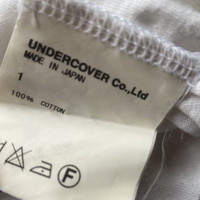 UNDERCOVER Co.,Ltd
MADE IN JAPAN
1
100% COTTON
F